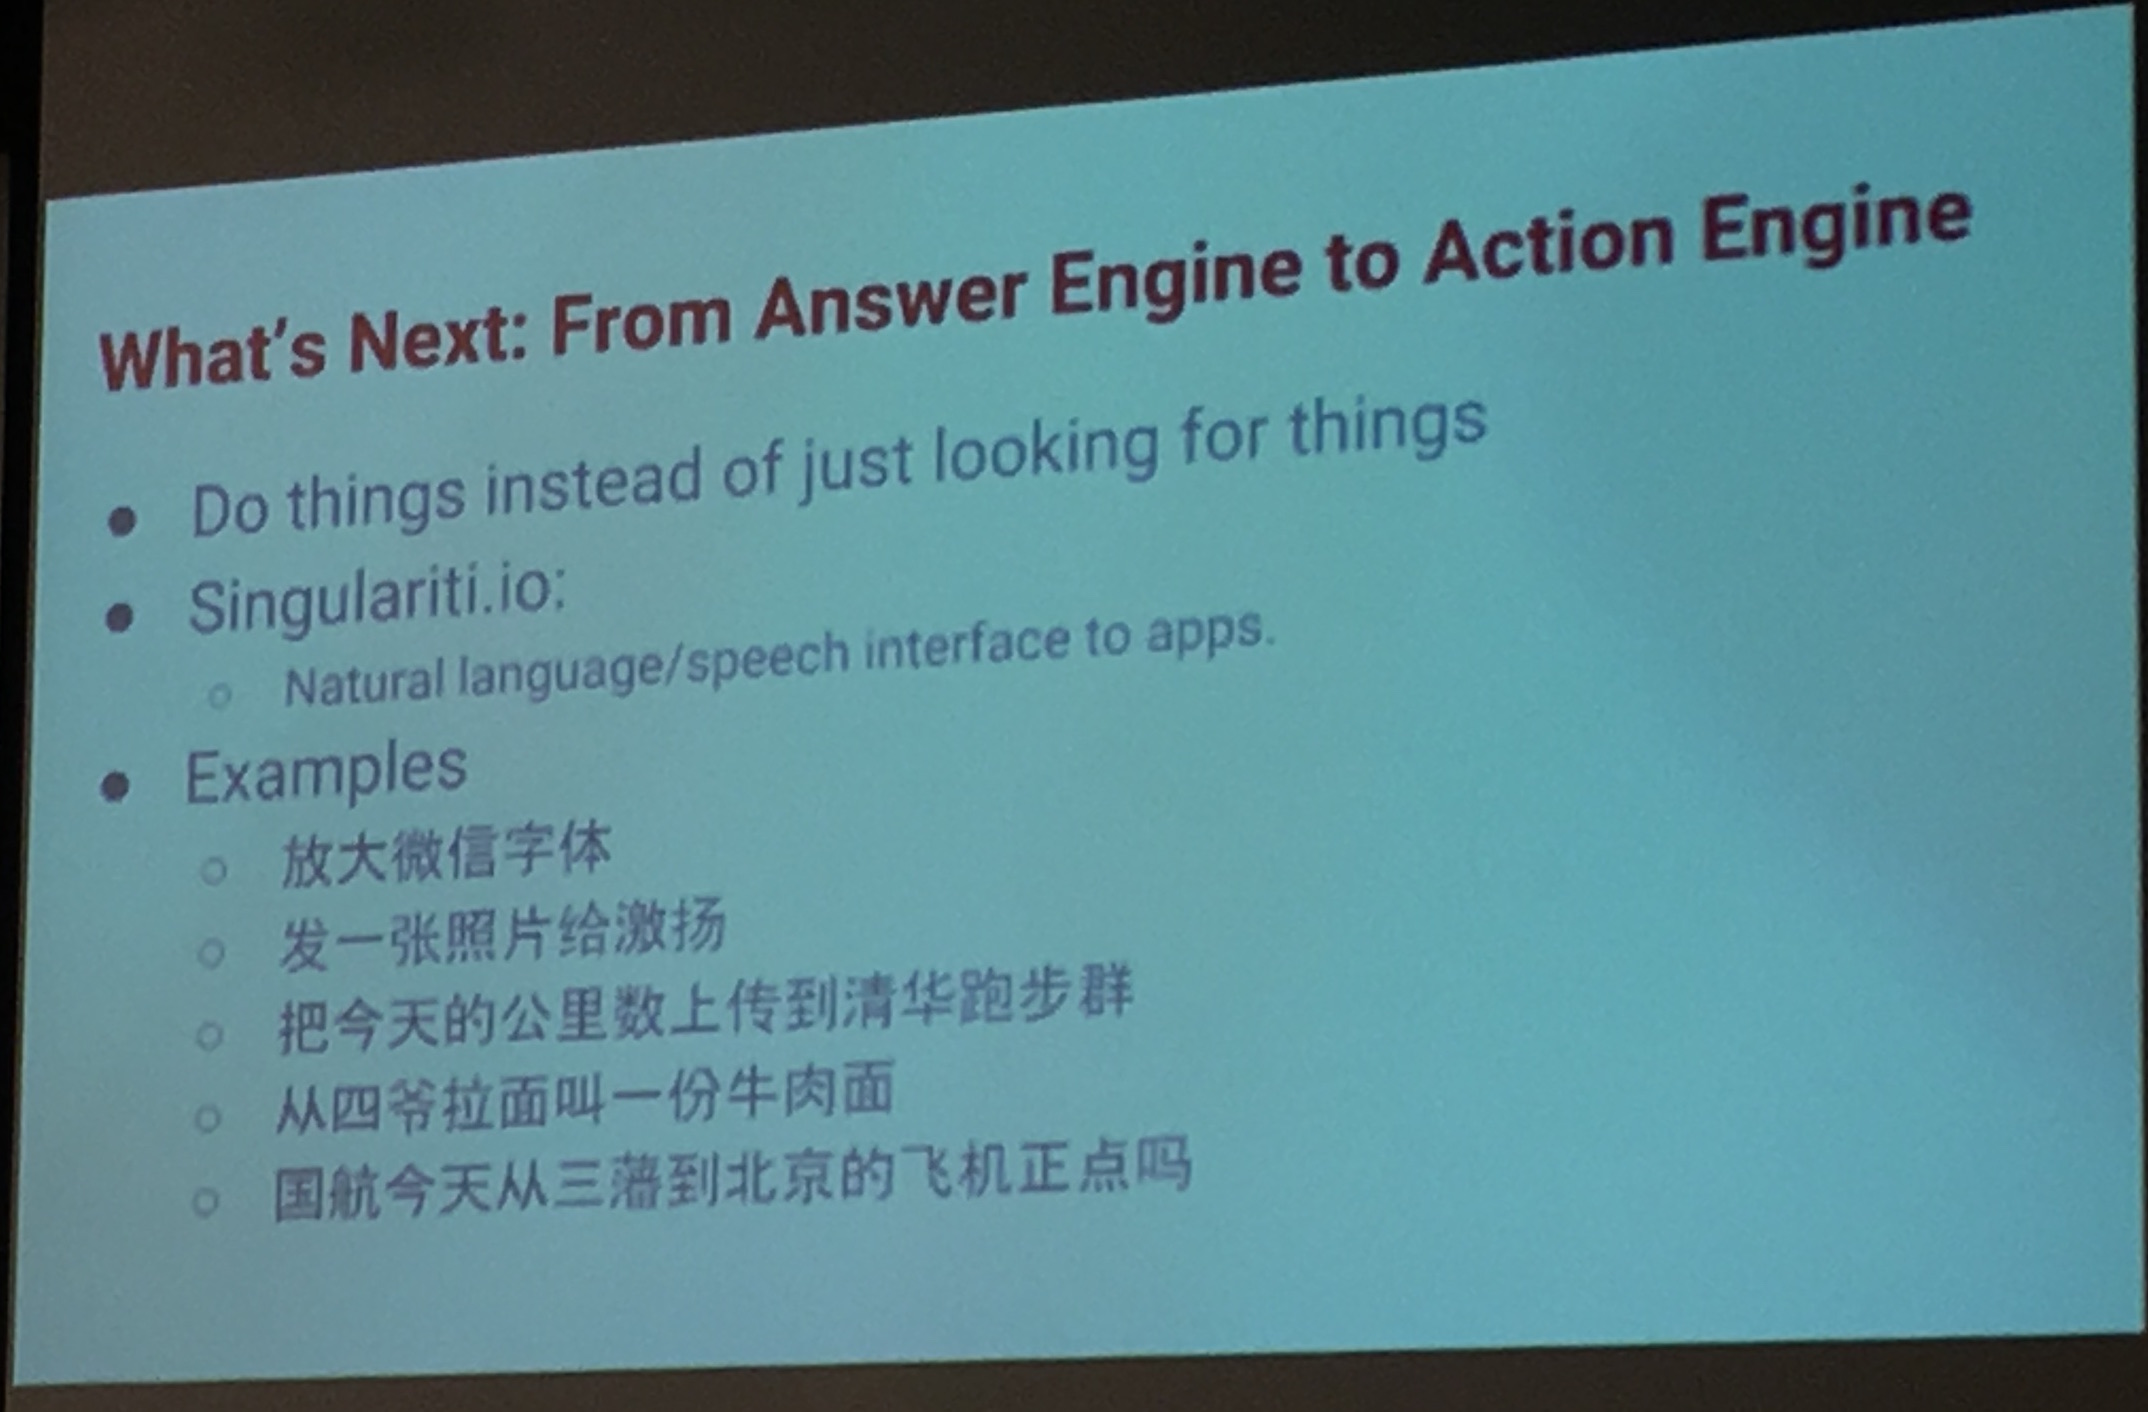 What's Next: From Answer Engine to Action Engine
● Do things instead of just looking for things
● Singulariti.io:
○ Natural language/speech interface to apps.
● Examples
○ 放大微信字体
○ 发一张照片给激扬
○ 把今天的公里数上传到清华跑步群
○ 从四爷拉面叫一份牛肉面
○ 国航今天从三藩到北京的飞机正点吗